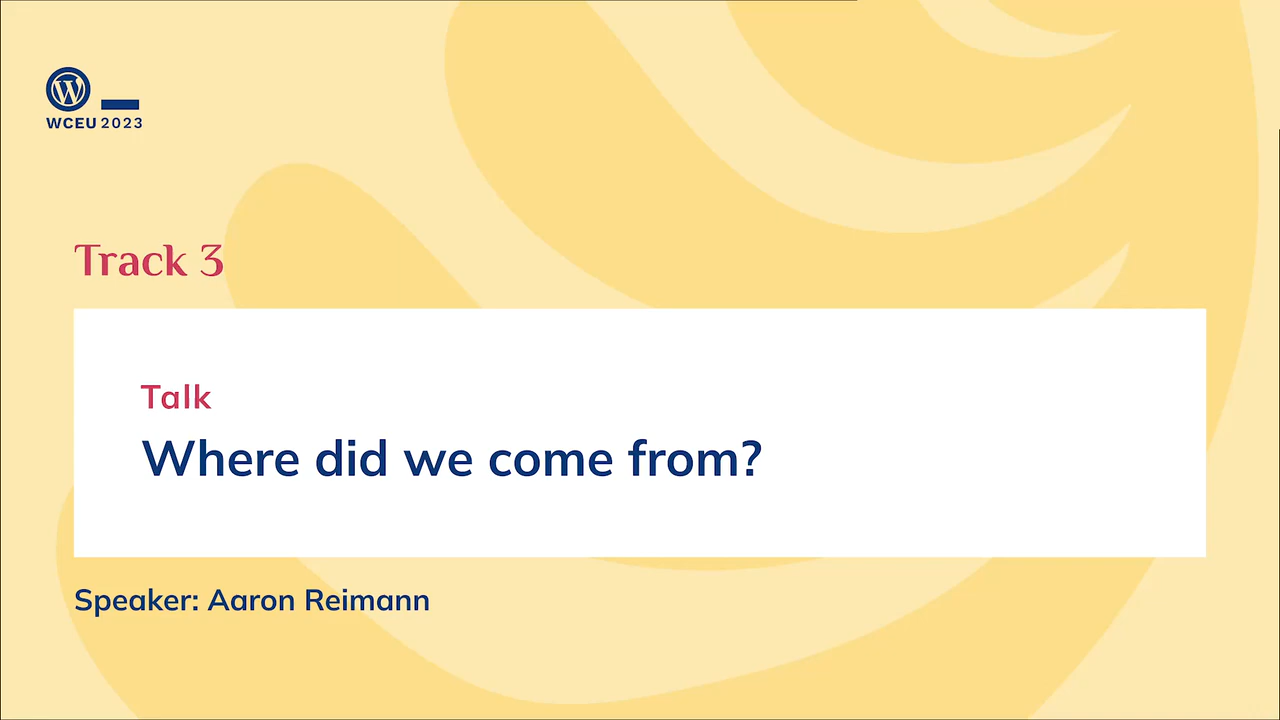 WCEU 2023
Track 3
Talk
Where did we come from?
Speaker: Aaron Reimann